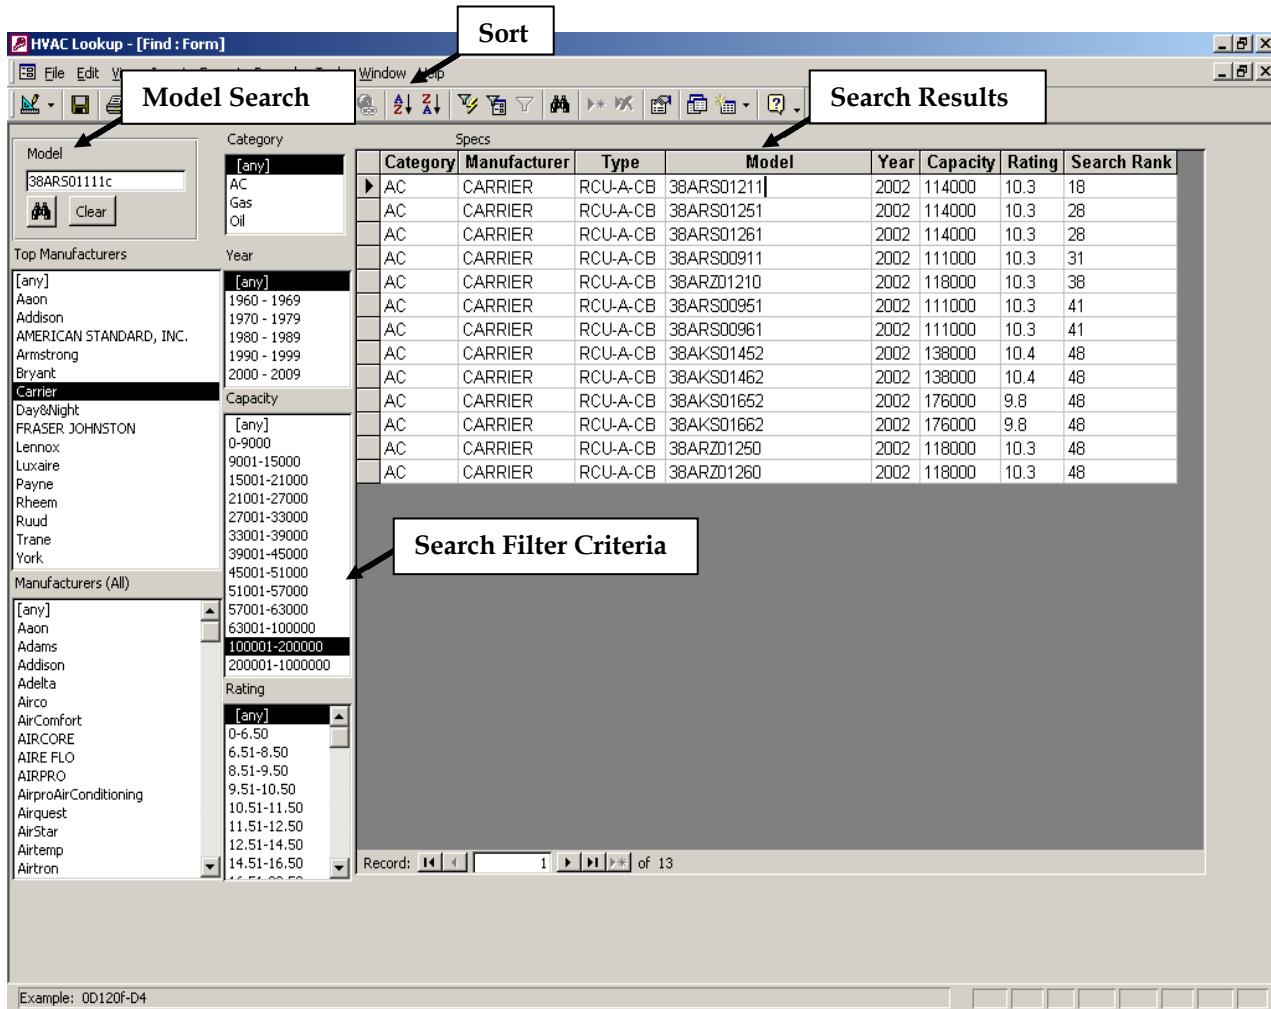 Sort
HVAC Lookup - [Find : Form]
File Edit Window Help
Model Search
Search Results
Model
38ARS01111c
Clear
Category
[any]
AC
Gas
Oil
Top Manufacturers
[any]
Aaon
Addison
AMERICAN STANDARD, INC.
Armstrong
Bryant
Carrier
Day&Night
FRASER JOHNSTON
Lennox
Luxaire
Payne
Rheem
Ruud
Trane
York
Manufacturers (All)
[any]
Aaon
Adams
Addison
Adelta
Airco
AirComfort
AIRCORE
AIRE FLO
AIRPRO
AirproAirConditioning
Airquest
AirStar
Airtemp
Airtron
Year
[any]
1960 - 1969
1970 - 1979
1980 - 1989
1990 - 1999
2000 - 2009
Capacity
[any]
0-9000
9001-15000
15001-21000
21001-27000
27001-33000
33001-39000
39001-45000
45001-51000
51001-57000
57001-63000
63001-100000
100001-200000
200001-1000000
Rating
[any]
0-6.50
6.51-8.50
8.51-9.50
9.51-10.50
10.51-11.50
11.51-12.50
12.51-14.50
14.51-16.50
Specs
Category Manufacturer Type Model Year Capacity Rating Search Rank
AC CARRIER RCU-A-CB 38ARS01211 2002 114000 10.3 18
AC CARRIER RCU-A-CB 38ARS01251 2002 114000 10.3 28
AC CARRIER RCU-A-CB 38ARS01261 2002 114000 10.3 28
AC CARRIER RCU-A-CB 38ARS00911 2002 111000 10.3 31
AC CARRIER RCU-A-CB 38ARZ01210 2002 118000 10.3 38
AC CARRIER RCU-A-CB 38ARS00951 2002 111000 10.3 41
AC CARRIER RCU-A-CB 38ARS00961 2002 111000 10.3 41
AC CARRIER RCU-A-CB 38AKS01452 2002 138000 10.4 48
AC CARRIER RCU-A-CB 38AKS01462 2002 138000 10.4 48
AC CARRIER RCU-A-CB 38AKS01652 2002 176000 9.8 48
AC CARRIER RCU-A-CB 38AKS01662 2002 176000 9.8 48
AC CARRIER RCU-A-CB 38ARZ01250 2002 118000 10.3 48
AC CARRIER RCU-A-CB 38ARZ01260 2002 118000 10.3 48
Search Filter Criteria
Record: 1 of 13
Example: 0D120f-D4